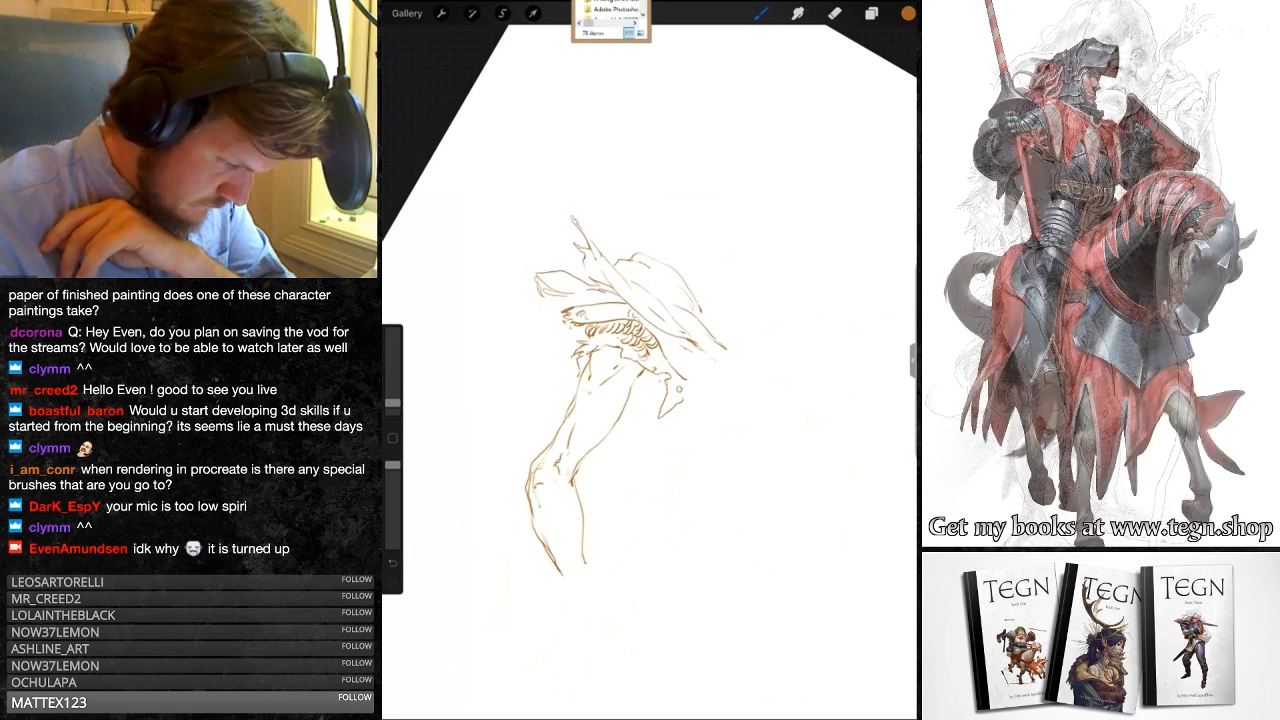 Gallery
Adobe Photosho
78 items
paper of finished painting does one of these character
paintings take?
dcorona Q: Hey Even, do you plan on saving the vod for
the streams? Would love to be able to watch later as well
clymm ^^
mr_creed2 Hello Even ! good to see you live
boastful_baron Would u start developing 3d skills if u
started from the beginning? its seems lie a must these days
clymm
i_am_conr when rendering in procreate is there any special
brushes that are you go to?
DarK_EspY your mic is too low spiri
clymm ^^
EvenAmundsen idk why it is turned up
LEOSARTORELLI FOLLOW
MR_CREED2 FOLLOW
LOLAINTHEBLACK FOLLOW
NOW37LEMON FOLLOW
ASHLINE_ART FOLLOW
NOW37LEMON FOLLOW
OCHULAPA FOLLOW
MATTEX123 FOLLOW
Get my books at www.tegn.shop
TEGN
TEGN
TEGN